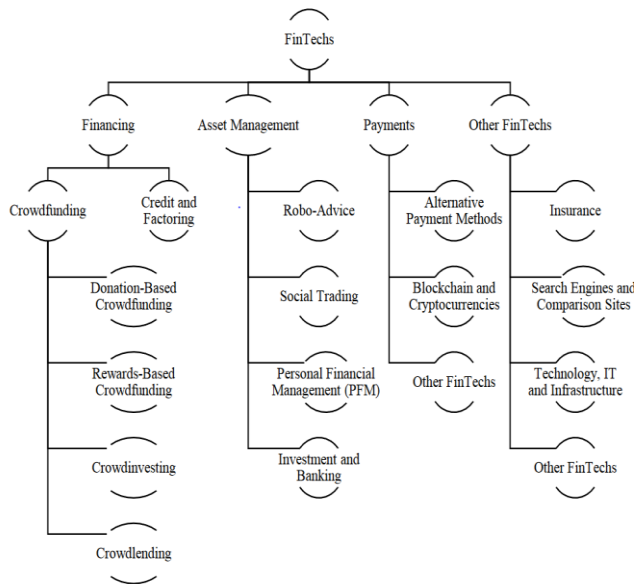 FinTechs
Financing
Asset Management
Payments
Other FinTechs
Crowdfunding
Credit and
Factoring
Robo-Advice
Alternative
Payment Methods
Insurance
Donation-Based
Crowdfunding
Social Trading
Blockchain and
Cryptocurrencies
Search Engines and
Comparison Sites
Rewards-Based
Crowdfunding
Personal Financial
Management (PFM)
Other FinTechs
Technology, IT
and Infrastructure
Crowdinvesting
Investment and
Banking
Other FinTechs
Crowdlending